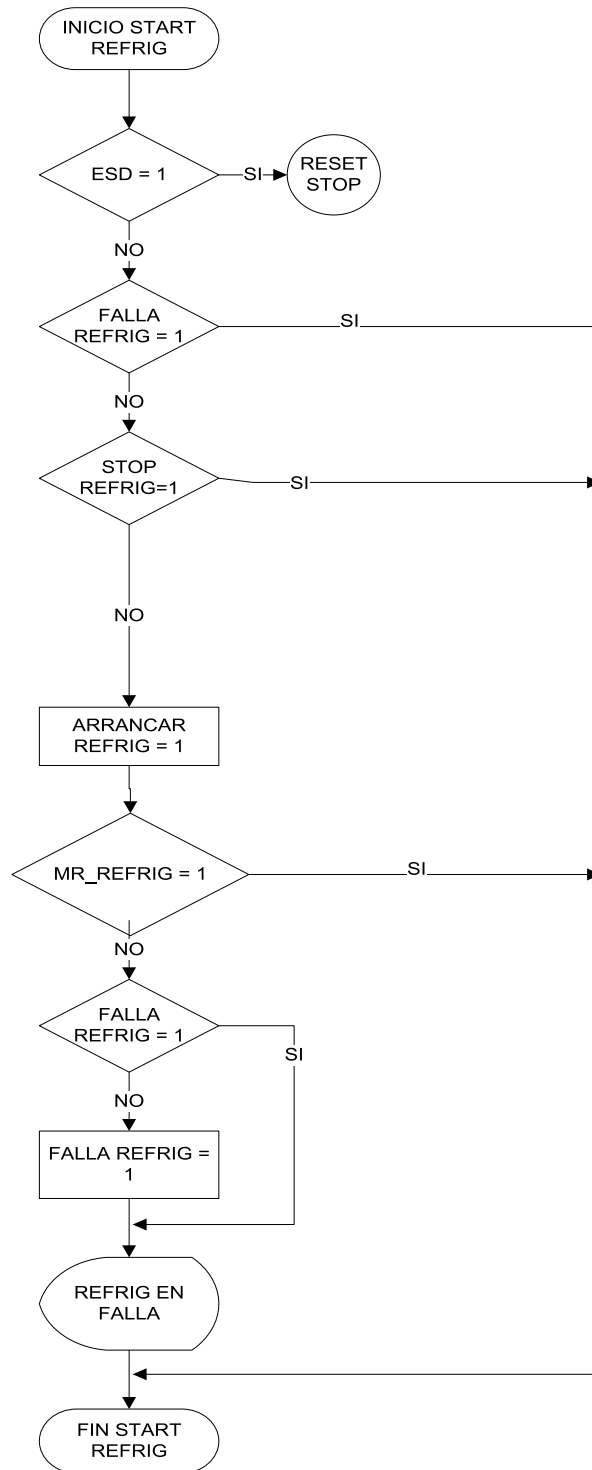 INICIO START
REFRIG
ESD = 1
SI
RESET
STOP
NO
FALLA
REFRIG = 1
SI
NO
STOP
REFRIG=1
SI
NO
ARRANCAR
REFRIG = 1
MR_REFRIG = 1
SI
NO
FALLA
REFRIG = 1
SI
NO
FALLA REFRIG =
1
REFRIG EN
FALLA
FIN START
REFRIG